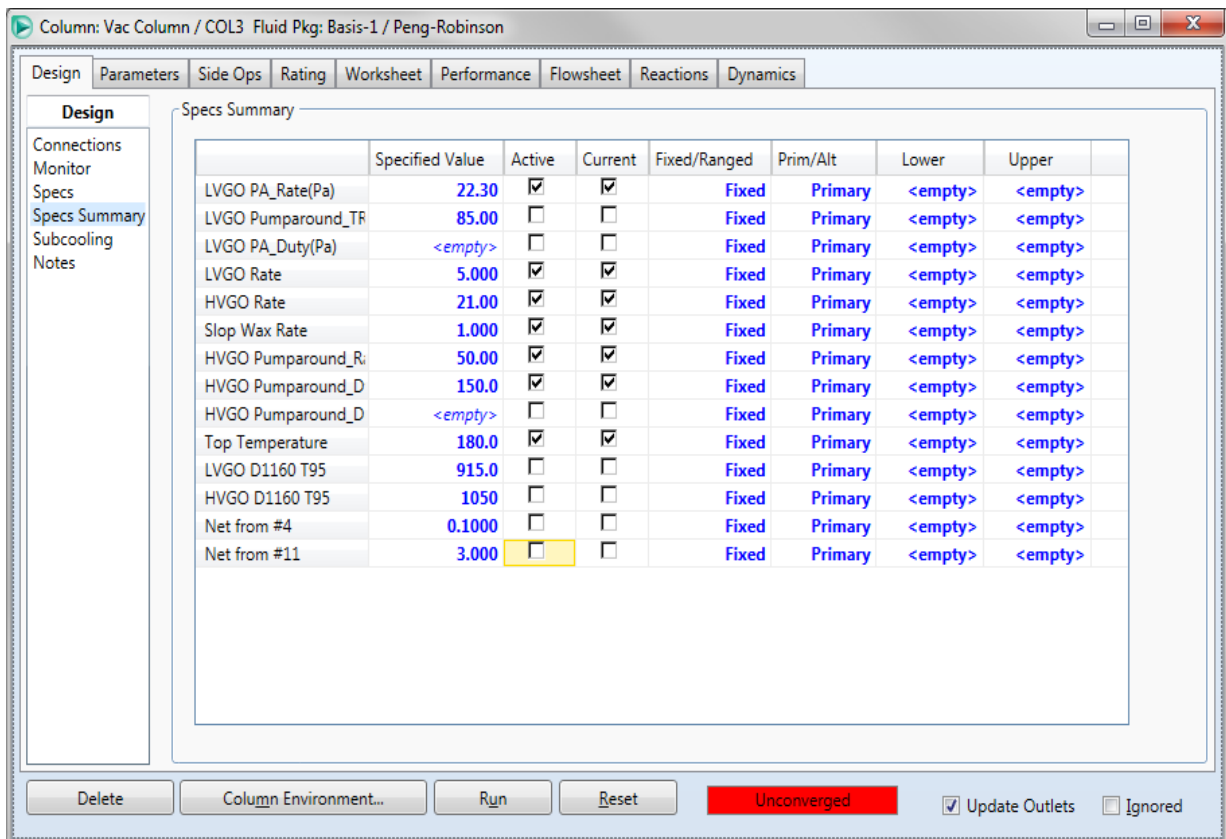 Column: Vac Column / COL3 Fluid Pkg: Basis-1 / Peng-Robinson
Design Parameters Side Ops Rating Worksheet Performance Flowsheet Reactions Dynamics
Design
Connections
Monitor
Specs
Specs Summary
Subcooling
Notes
Specs Summary
Specified Value Active Current Fixed/Ranged Prim/Alt Lower Upper
LVGO PA_Rate(Pa) 22.30 Fixed Primary <empty> <empty>
LVGO Pumparound_TR 85.00 Fixed Primary <empty> <empty>
LVGO PA_Duty(Pa) <empty> Fixed Primary <empty> <empty>
LVGO Rate 5.000 Fixed Primary <empty> <empty>
HVGO Rate 21.00 Fixed Primary <empty> <empty>
Slop Wax Rate 1.000 Fixed Primary <empty> <empty>
HVGO Pumparound_Ra 50.00 Fixed Primary <empty> <empty>
HVGO Pumparound_D 150.0 Fixed Primary <empty> <empty>
HVGO Pumparound_D <empty> Fixed Primary <empty> <empty>
Top Temperature 180.0 Fixed Primary <empty> <empty>
LVGO D1160 T95 915.0 Fixed Primary <empty> <empty>
HVGO D1160 T95 1050 Fixed Primary <empty> <empty>
Net from #4 0.1000 Fixed Primary <empty> <empty>
Net from #11 3.000 Fixed Primary <empty> <empty>
Delete Column Environment... Run Reset Unconverged Update Outlets Ignored